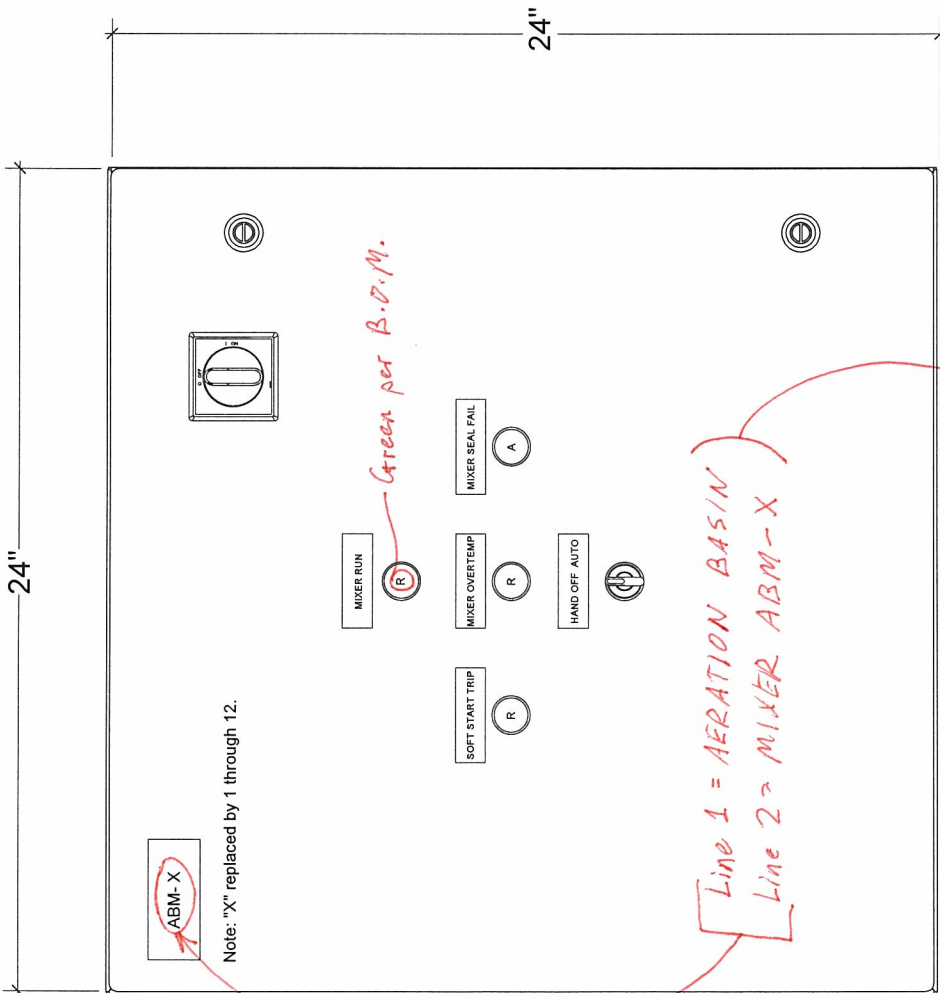 24"
24"
ABM- X
Note: "X" replaced by 1 through 12.
O OFF
I ON
MIXER RUN
R
Green per B.O.M.
SOFT START TRIP
R
MIXER OVERTEMP
R
MIXER SEAL FAIL
A
HAND OFF AUTO
Line 1 = AERATION BASIN
Line 2 = MIXER ABM-X